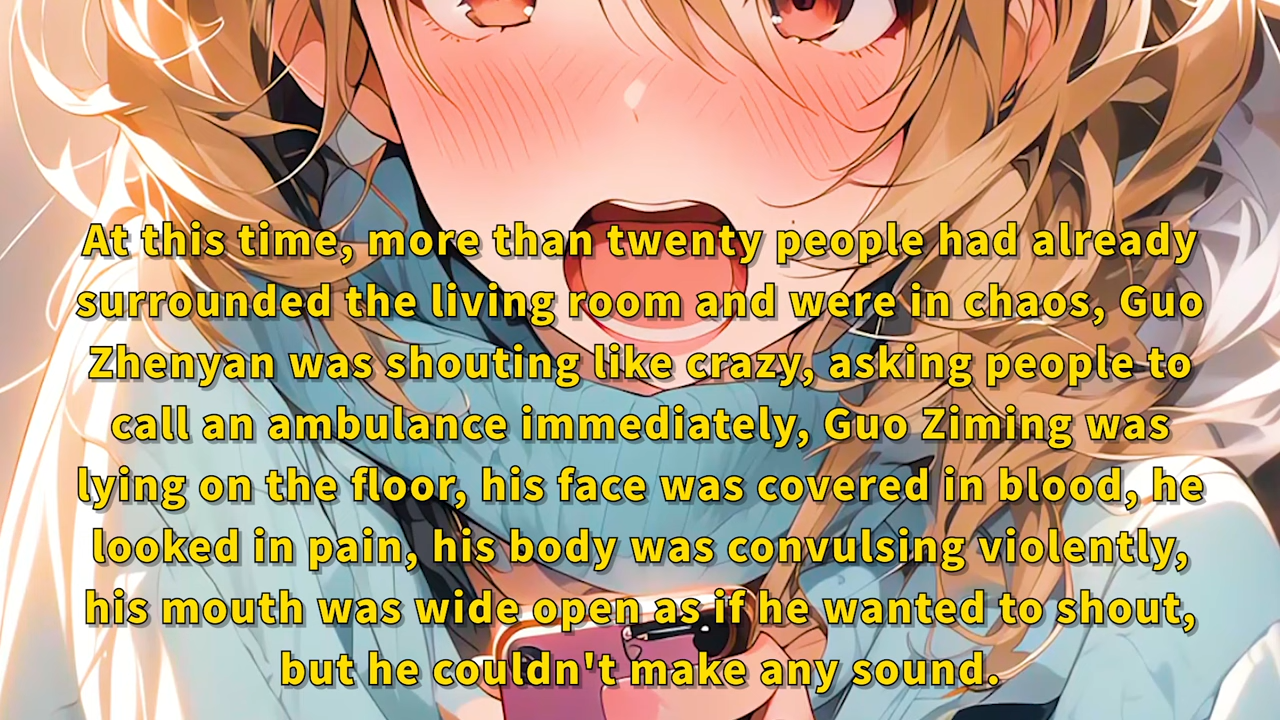 At this time, more than twenty people had already
surrounded the living room and were in chaos, Guo
Zhenyan was shouting like crazy, asking people to
call an ambulance immediately, Guo Ziming was
lying on the floor, his face was covered in blood, he
looked in pain, his body was convulsing violently,
his mouth was wide open as if he wanted to shout,
but he couldn't make any sound.